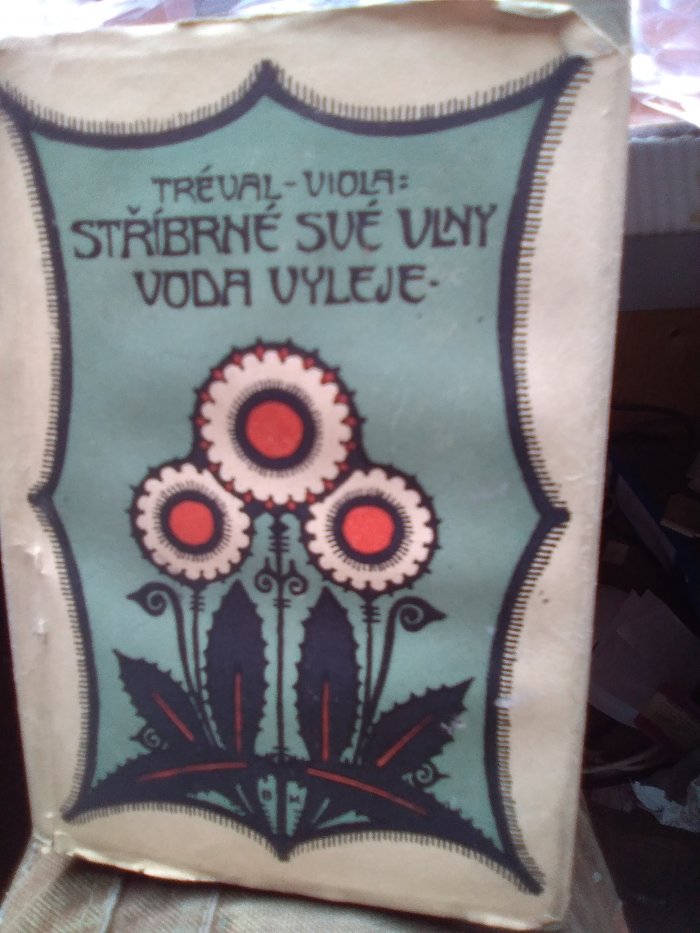 TRÉVAL-VIOLA:
STŘÍBRNÉ SVÉ VLNY
VODA VYLEJE-